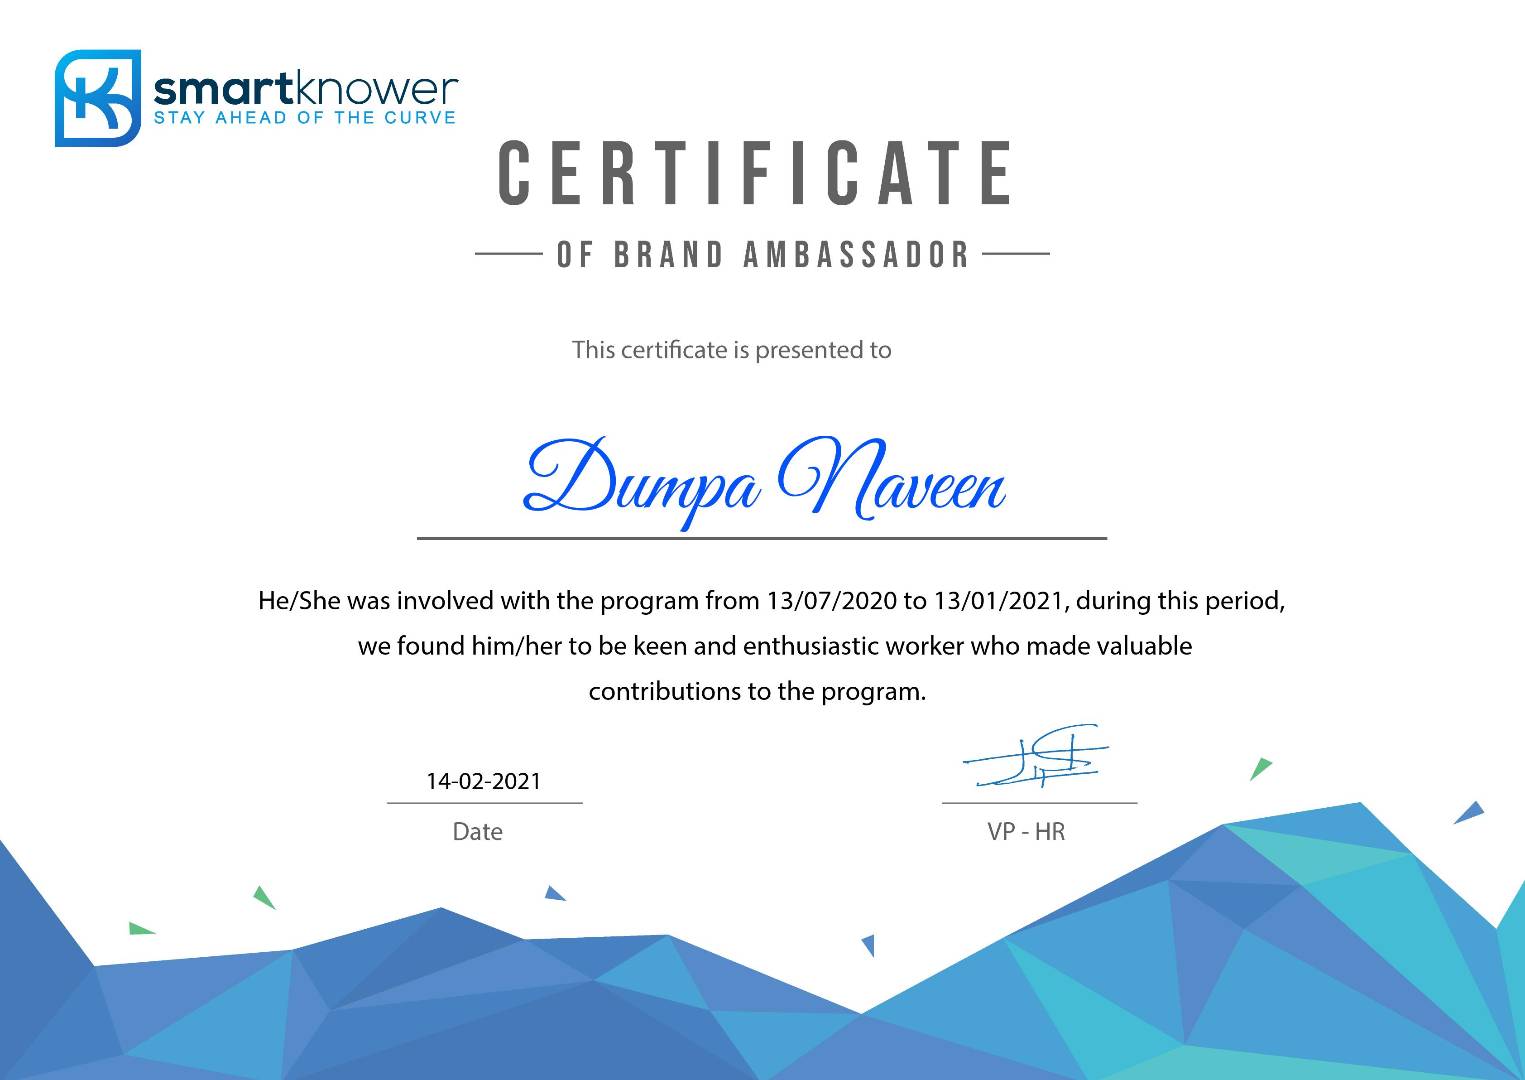 smartknower
STAY AHEAD OF THE CURVE
CERTIFICATE
OF BRAND AMBASSADOR
This certificate is presented to
Dumpa Naveen
He/She was involved with the program from 13/07/2020 to 13/01/2021, during this period,
we found him/her to be keen and enthusiastic worker who made valuable
contributions to the program.
14-02-2021
Date
VP - HR